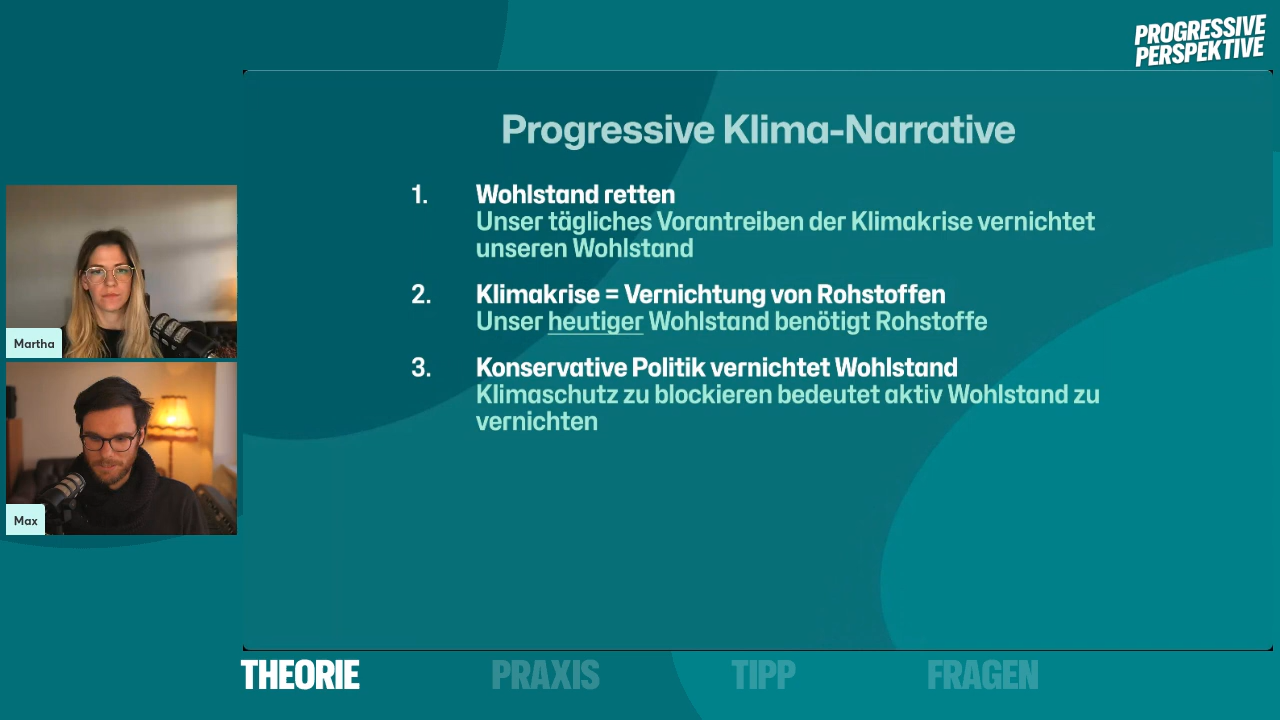 PROGRESSIVE
PERSPEKTIVE
Progressive Klima-Narrative
1. Wohlstand retten
Unser tägliches Vorantreiben der Klimakrise vernichtet
unseren Wohlstand
2. Klimakrise = Vernichtung von Rohstoffen
Unser heutiger Wohlstand benötigt Rohstoffe
3. Konservative Politik vernichtet Wohlstand
Klimaschutz zu blockieren bedeutet aktiv Wohlstand zu
vernichten
Martha
Max
THEORIE PRAXIS TIPP FRAGEN